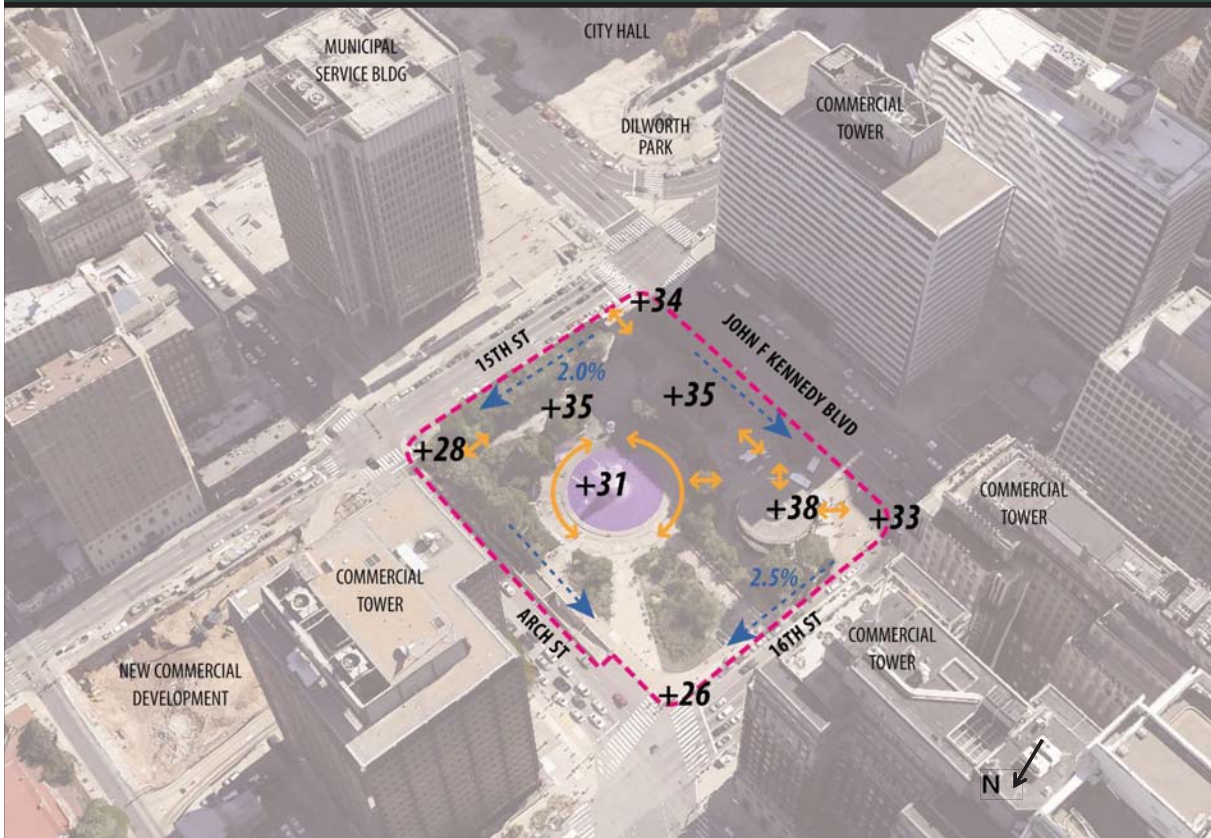 CITY HALL
MUNICIPAL
SERVICE BLDG
COMMERCIAL
TOWER
DILWORTH
PARK
+34
JOHN F KENNEDY BLVD
15TH ST
2.0%
+35
+35
+28
+31
+38
+33
COMMERCIAL
TOWER
COMMERCIAL
TOWER
2.5%
ARCH ST
16TH ST
COMMERCIAL
TOWER
NEW COMMERCIAL
DEVELOPMENT
+26
N